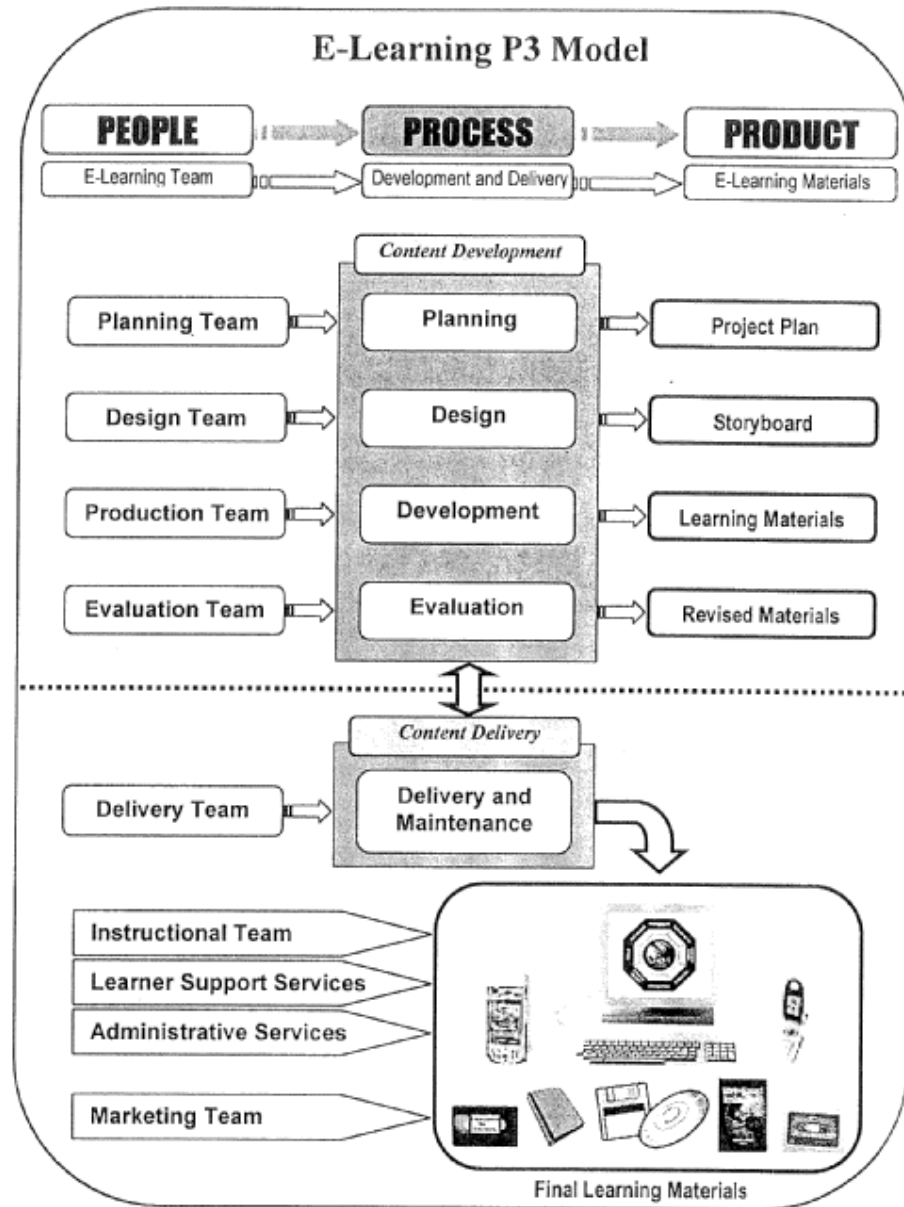 E-Learning P3 Model
PEOPLE
PROCESS
PRODUCT
E-Learning Team
Development and Delivery
E-Learning Materials
Content Development
Planning Team
Planning
Project Plan
Design Team
Design
Storyboard
Production Team
Development
Learning Materials
Evaluation Team
Evaluation
Revised Materials
Content Delivery
Delivery Team
Delivery and
Maintenance
Instructional Team
Learner Support Services
Administrative Services
Marketing Team
Final Learning Materials